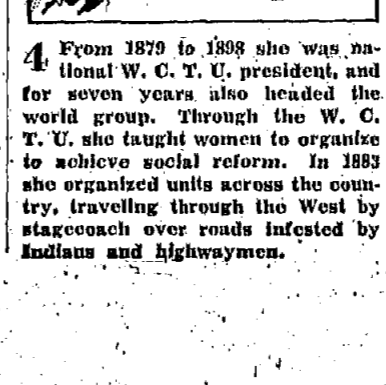 4 From 1879 to 1898 she was na-
tional W. C. T. U. president, and
for seven years also headed the
world group. Through the W. C.
T. U. she taught women to organize
to achieve social reform. In 1883
she organized units across the coun-
try, traveling through the West by
stagecoach over roads infested by
Indians and highwaymen.